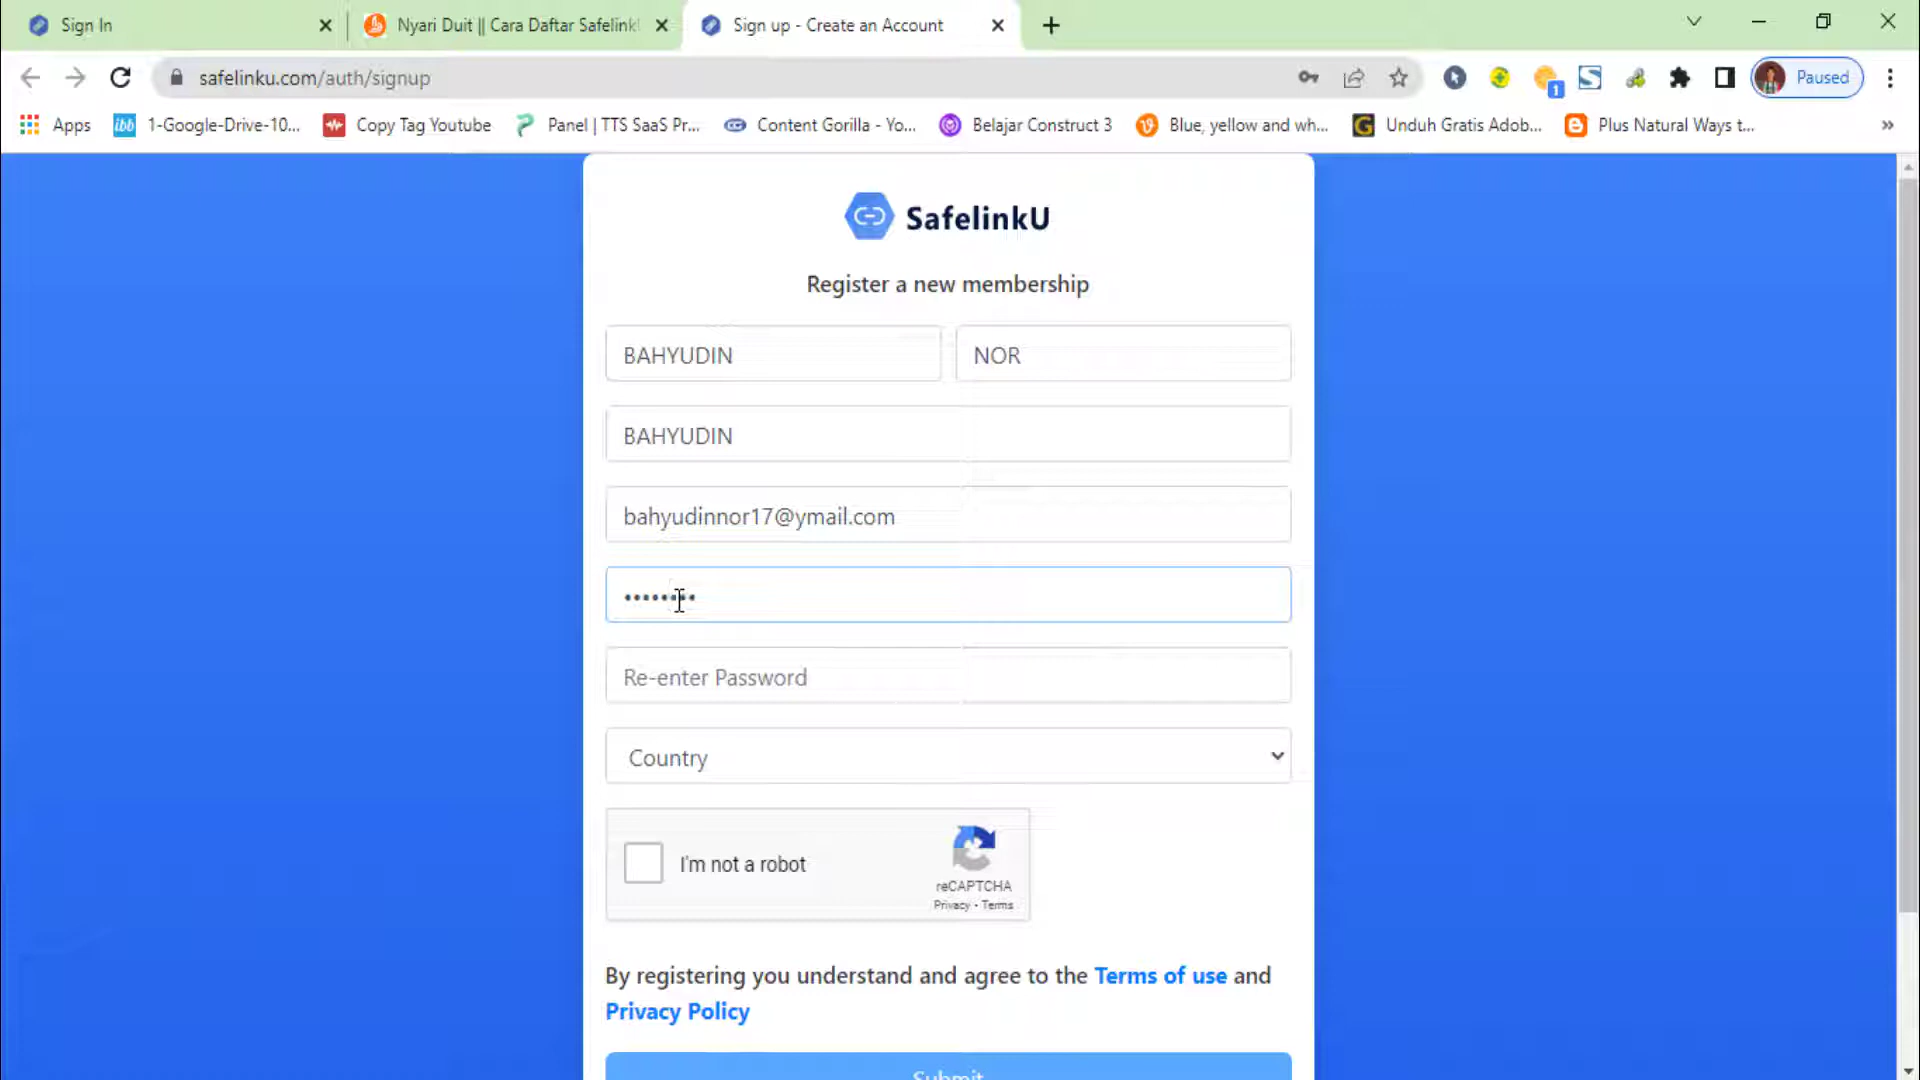 Sign In
Nyari Duit || Cara Daftar Safelink
Sign up - Create an Account
safelinku.com/auth/signup
1
Paused
Apps
ibb
1-Google-Drive-10...
Copy Tag Youtube
Panel | TTS SaaS Pr...
Content Gorilla - Yo...
Belajar Construct 3
Blue, yellow and wh...
Unduh Gratis Adob...
Plus Natural Ways t...
»
SafelinkU
Register a new membership
BAHYUDIN NOR
BAHYUDIN
bahyudinnor17@ymail.com
••••••••
Re-enter Password
Country
I'm not a robot
reCAPTCHA
Privacy - Terms
By registering you understand and agree to the Terms of use and
Privacy Policy
Submit